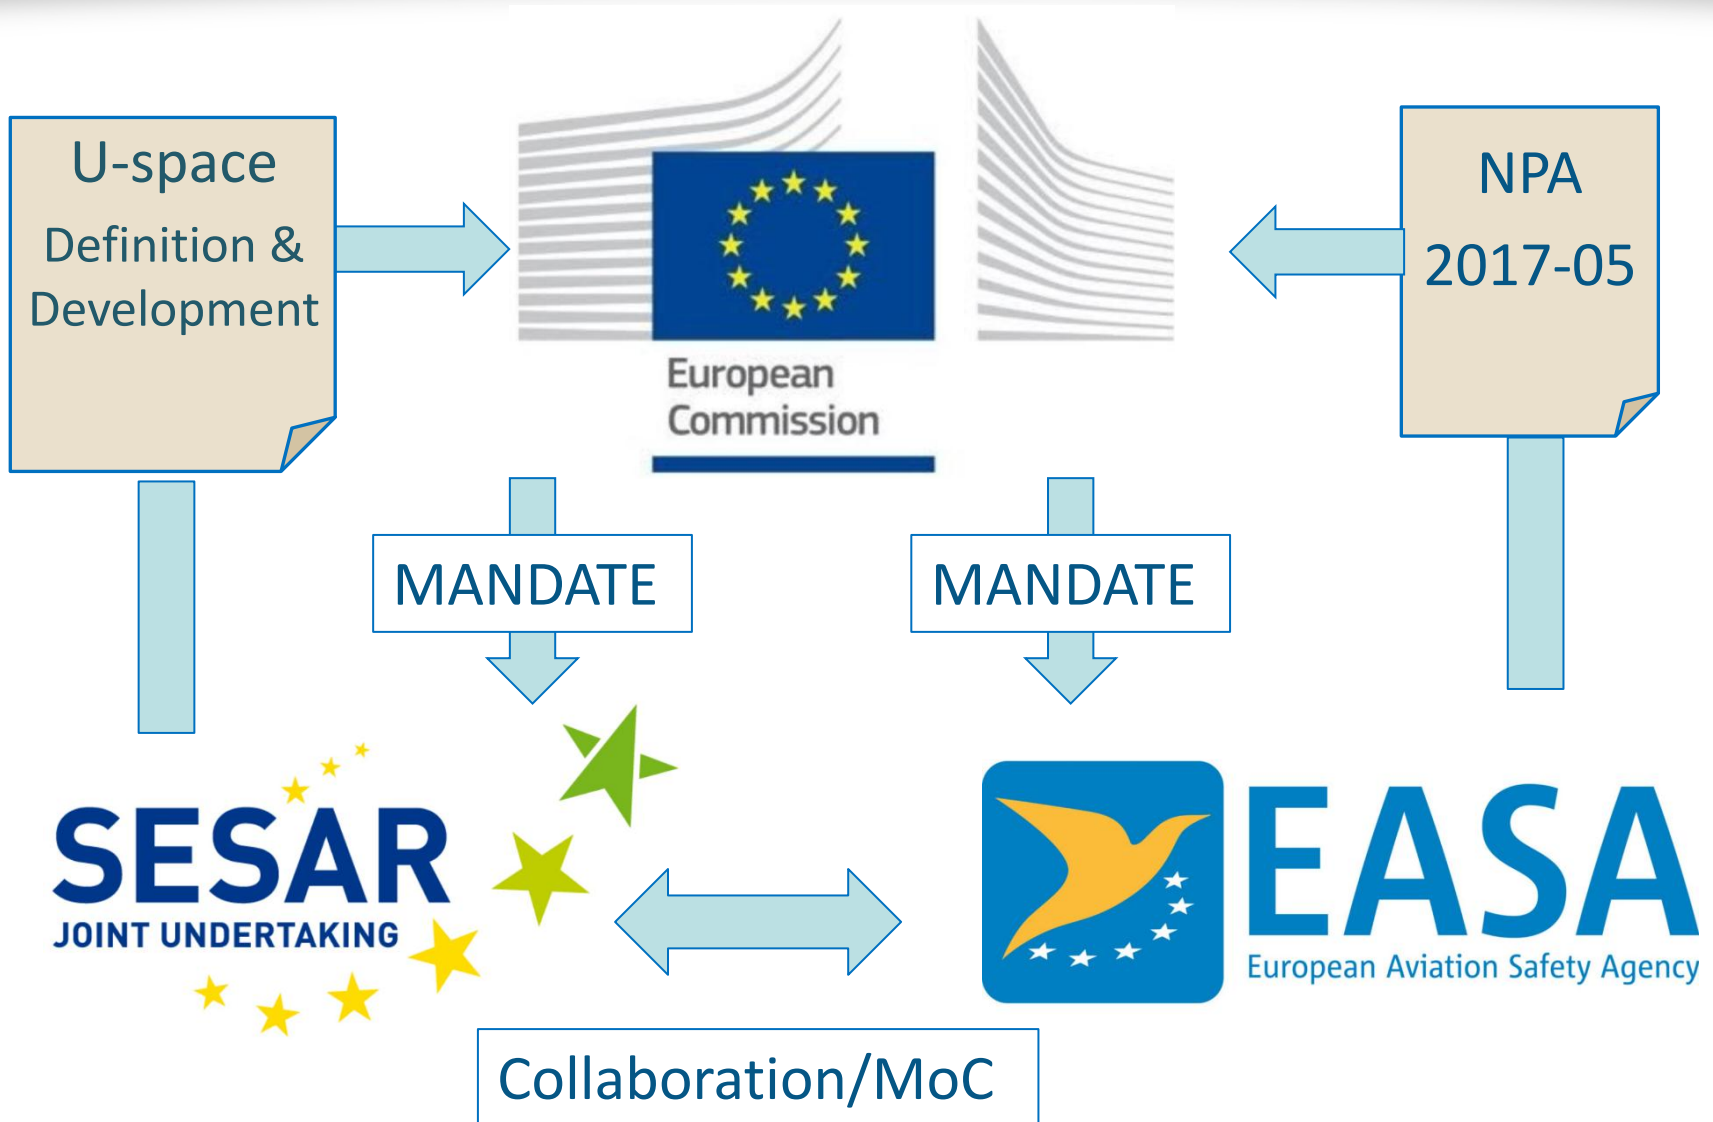 U-space
Definition &
Development
European
Commission
NPA
2017-05
MANDATE
MANDATE
SESAR
JOINT UNDERTAKING
EASA
European Aviation Safety Agency
Collaboration/MoC